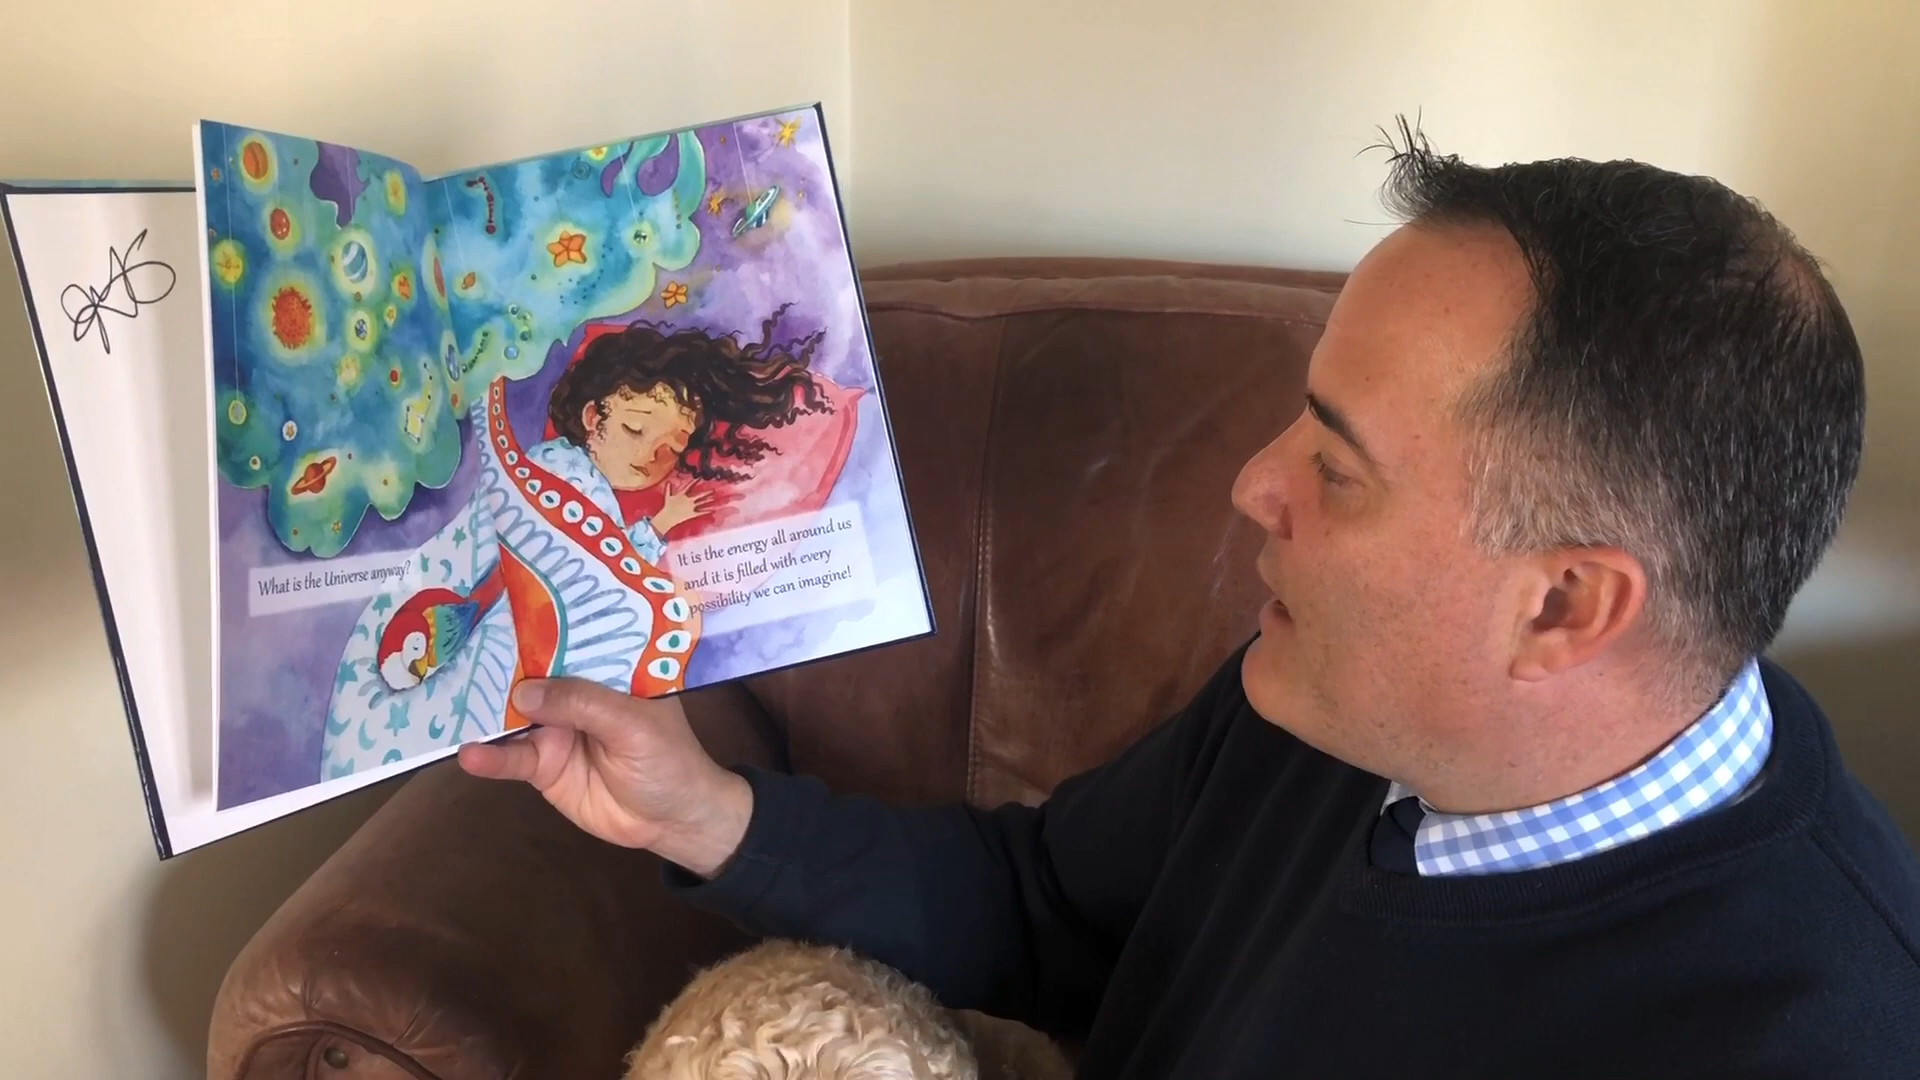 What is the Universe anyway?
It is the energy all around us
and it is filled with every
possibility we can imagine!